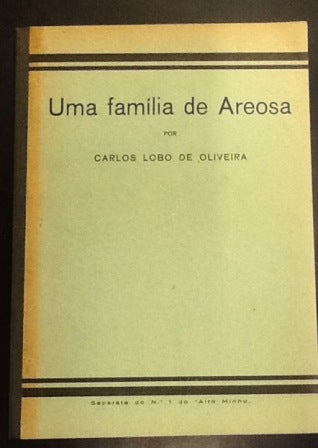 Uma família de Areosa
POR
CARLOS LOBO DE OLIVEIRA
Separata do N.º 1 do "Alto Minho„